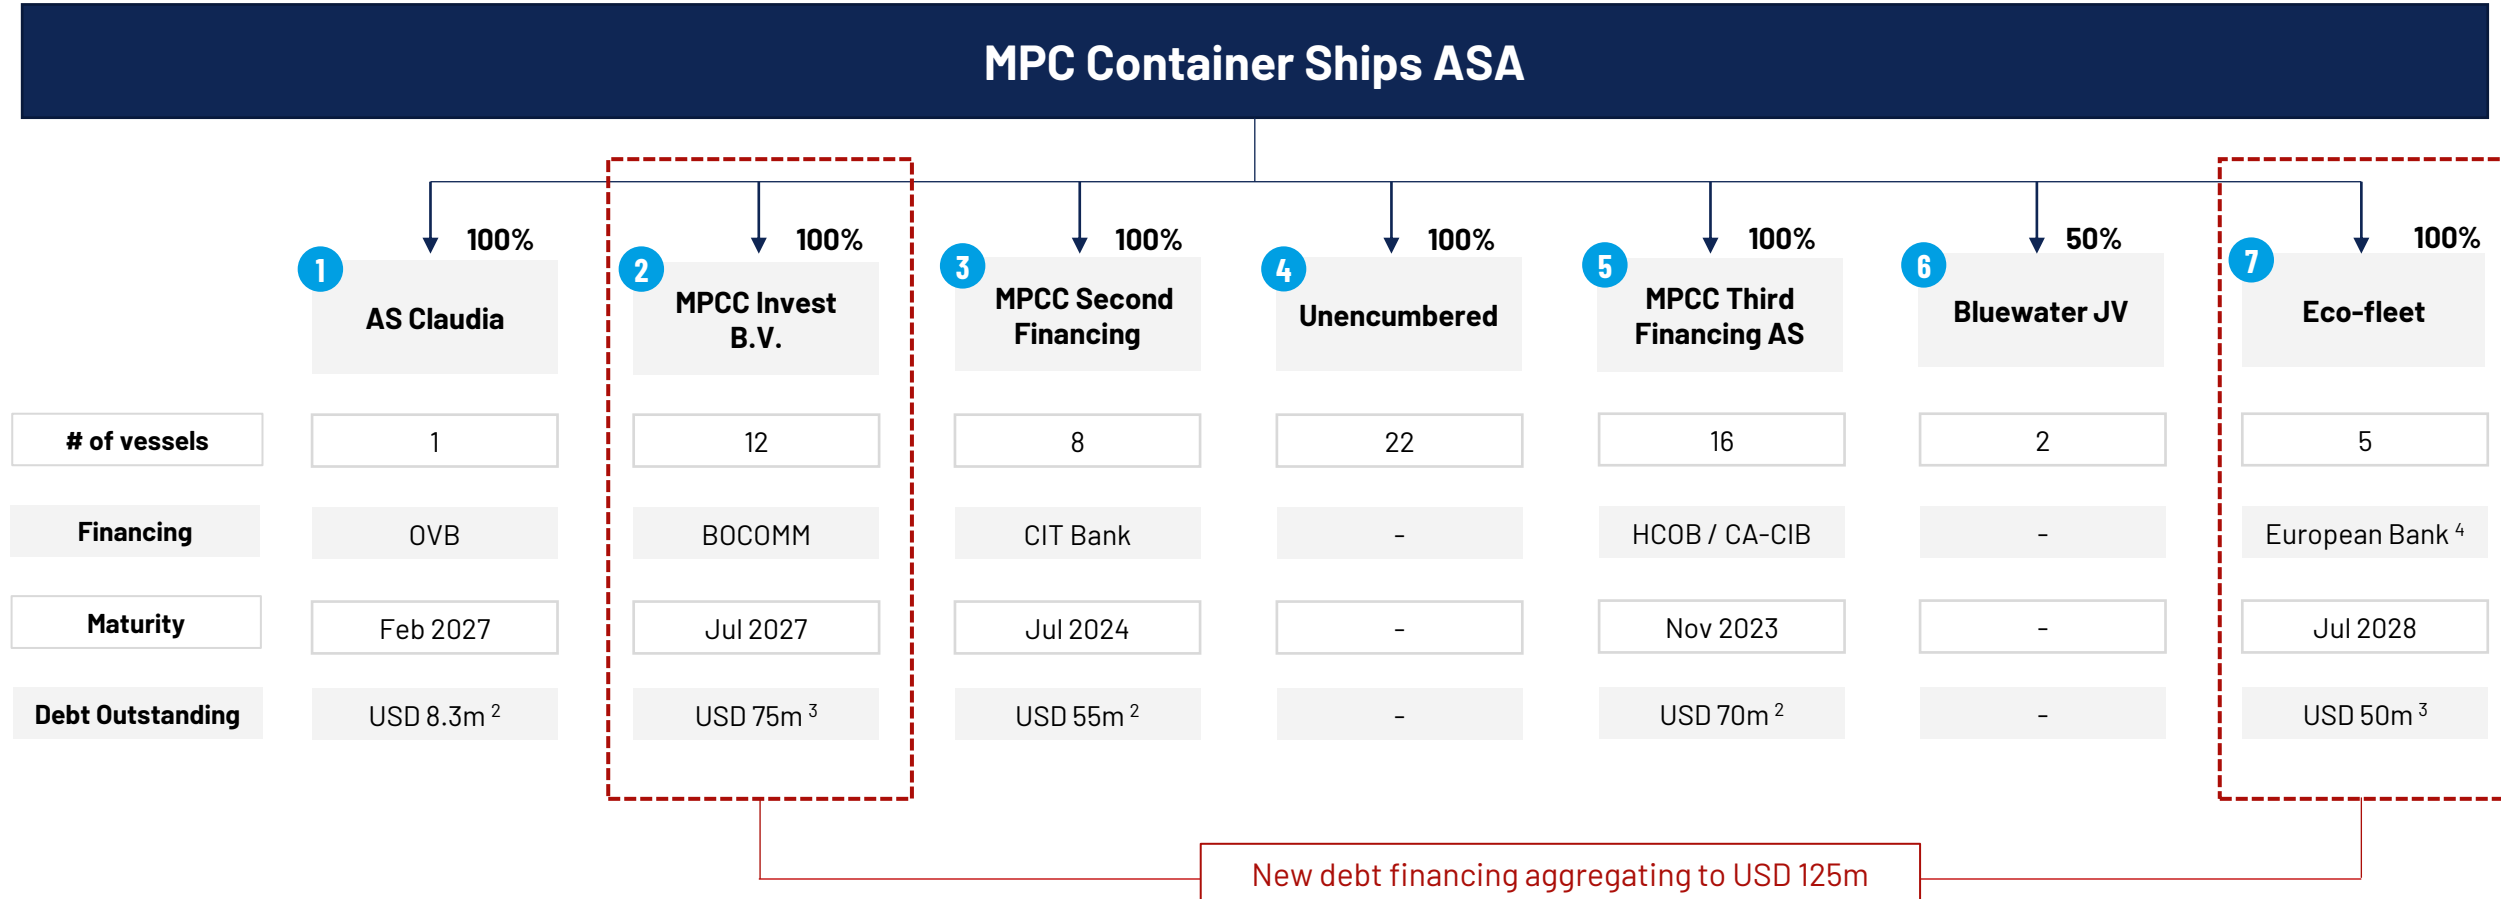 MPC Container Ships ASA
100%
100%
100%
100%
100%
50%
100%
1
2
3
4
5
6
7
AS Claudia
MPCC Invest
B.V.
MPCC Second
Financing
Unencumbered
MPCC Third
Financing AS
Bluewater JV
Eco-fleet
# of vessels
1
12
8
22
16
2
5
Financing
OVB
BOCOMM
CIT Bank
-
HCOB / CA-CIB
-
European Bank 4
Maturity
Feb 2027
Jul 2027
Jul 2024
-
Nov 2023
-
Jul 2028
Debt Outstanding
USD 8.3m 2
USD 75m 3
USD 55m 2
-
USD 70m 2
-
USD 50m 3
New debt financing aggregating to USD 125m